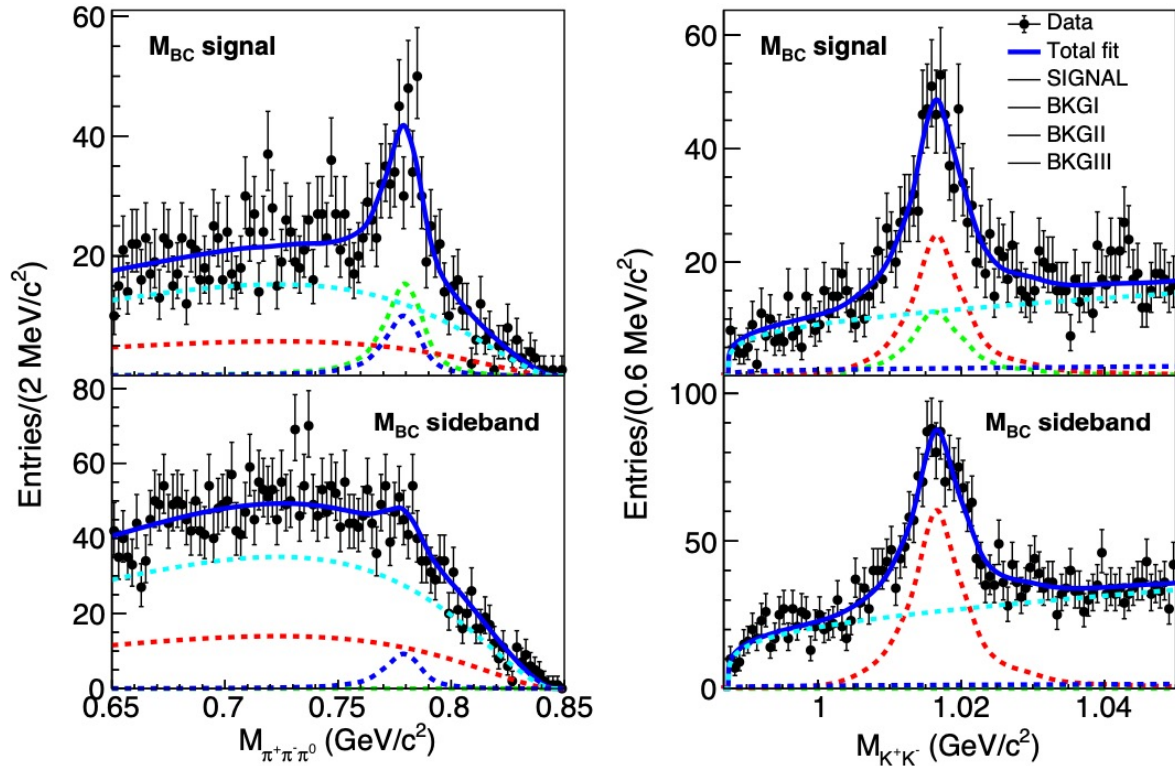 60
40
20
M_BC signal
80
60
40
20
0
M_BC sideband
0.65 0.7 0.75 0.8 0.85
M_π⁺π⁻π⁰ (GeV/c²)
Entries/(2 MeV/c²)
60
40
20
M_BC signal
Data
Total fit
SIGNAL
BKGI
BKGII
BKGIII
100
50
0
M_BC sideband
1 1.02 1.04
M_K⁺K⁻ (GeV/c²)
Entries/(0.6 MeV/c²)